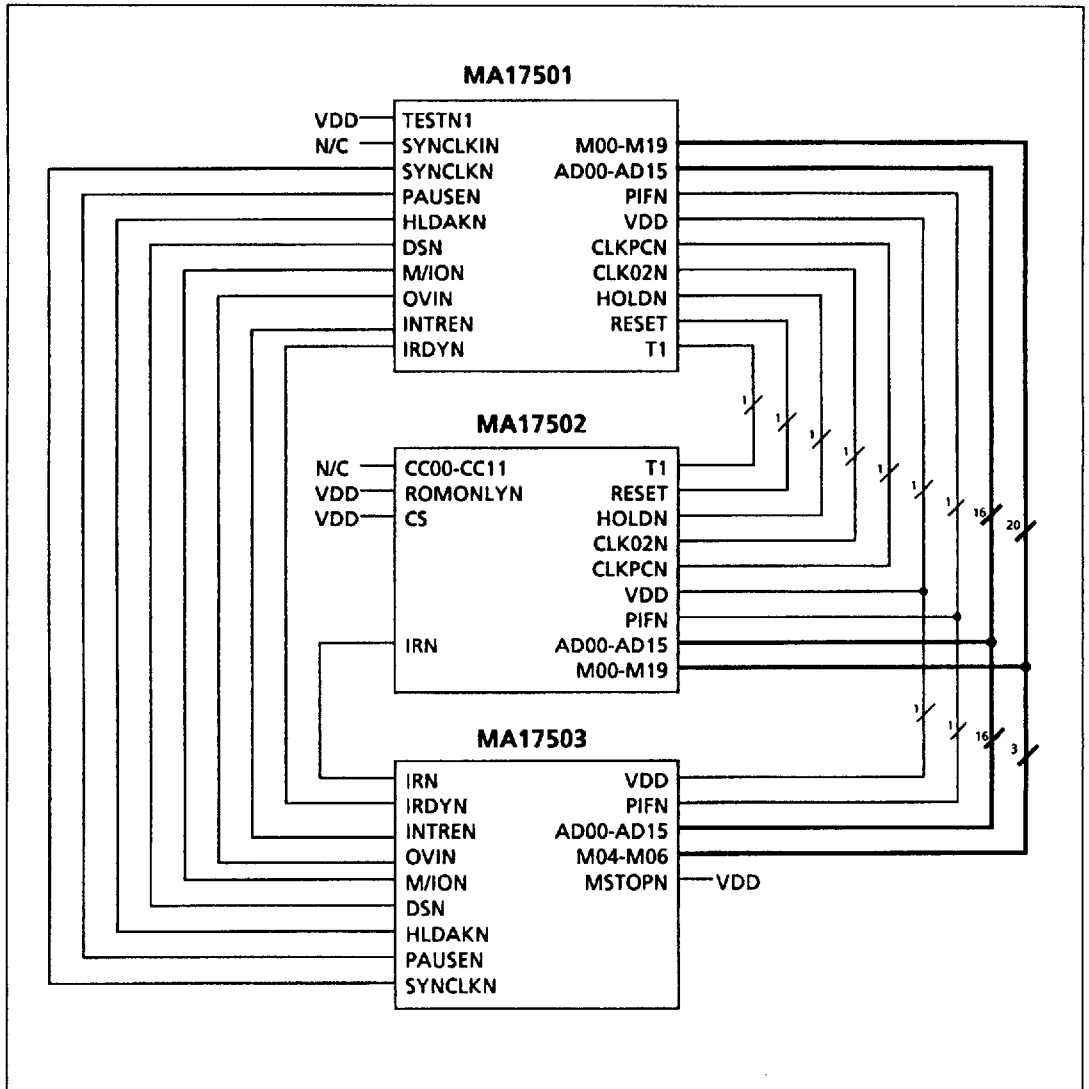 MA17501
VDD TESTN1
N/C SYNCLKIN M00-M19
SYNCLKN AD00-AD15
PAUSEN PIFN
HLDAKN VDD
DSN CLKPCN
M/ION CLK02N
OVIN HOLDN
INTREN RESET
IRDYN T1
1
1
1
1
1
1
1
16
20
MA17502
N/C CC00-CC11 T1
VDD ROMONLYN RESET
VDD CS HOLDN
CLK02N
CLKPCN
VDD
PIFN
IRN AD00-AD15
M00-M19
1
1
16
3
MA17503
IRN VDD
IRDYN PIFN
INTREN AD00-AD15
OVIN M04-M06
M/ION MSTOPN VDD
DSN
HLDAKN
PAUSEN
SYNCLKN